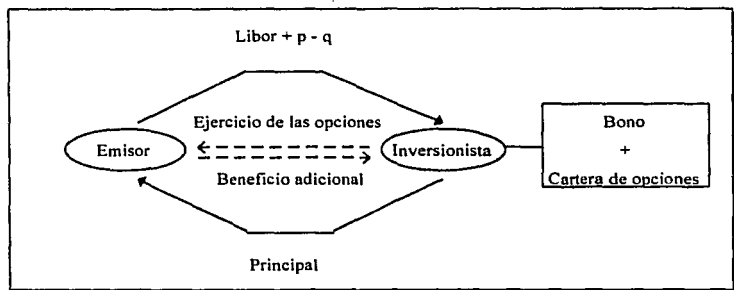 Libor + p - q
Ejercicio de las opciones
Emisor
Inversionista
Beneficio adicional
Principal
Bono
+
Cartera de opciones